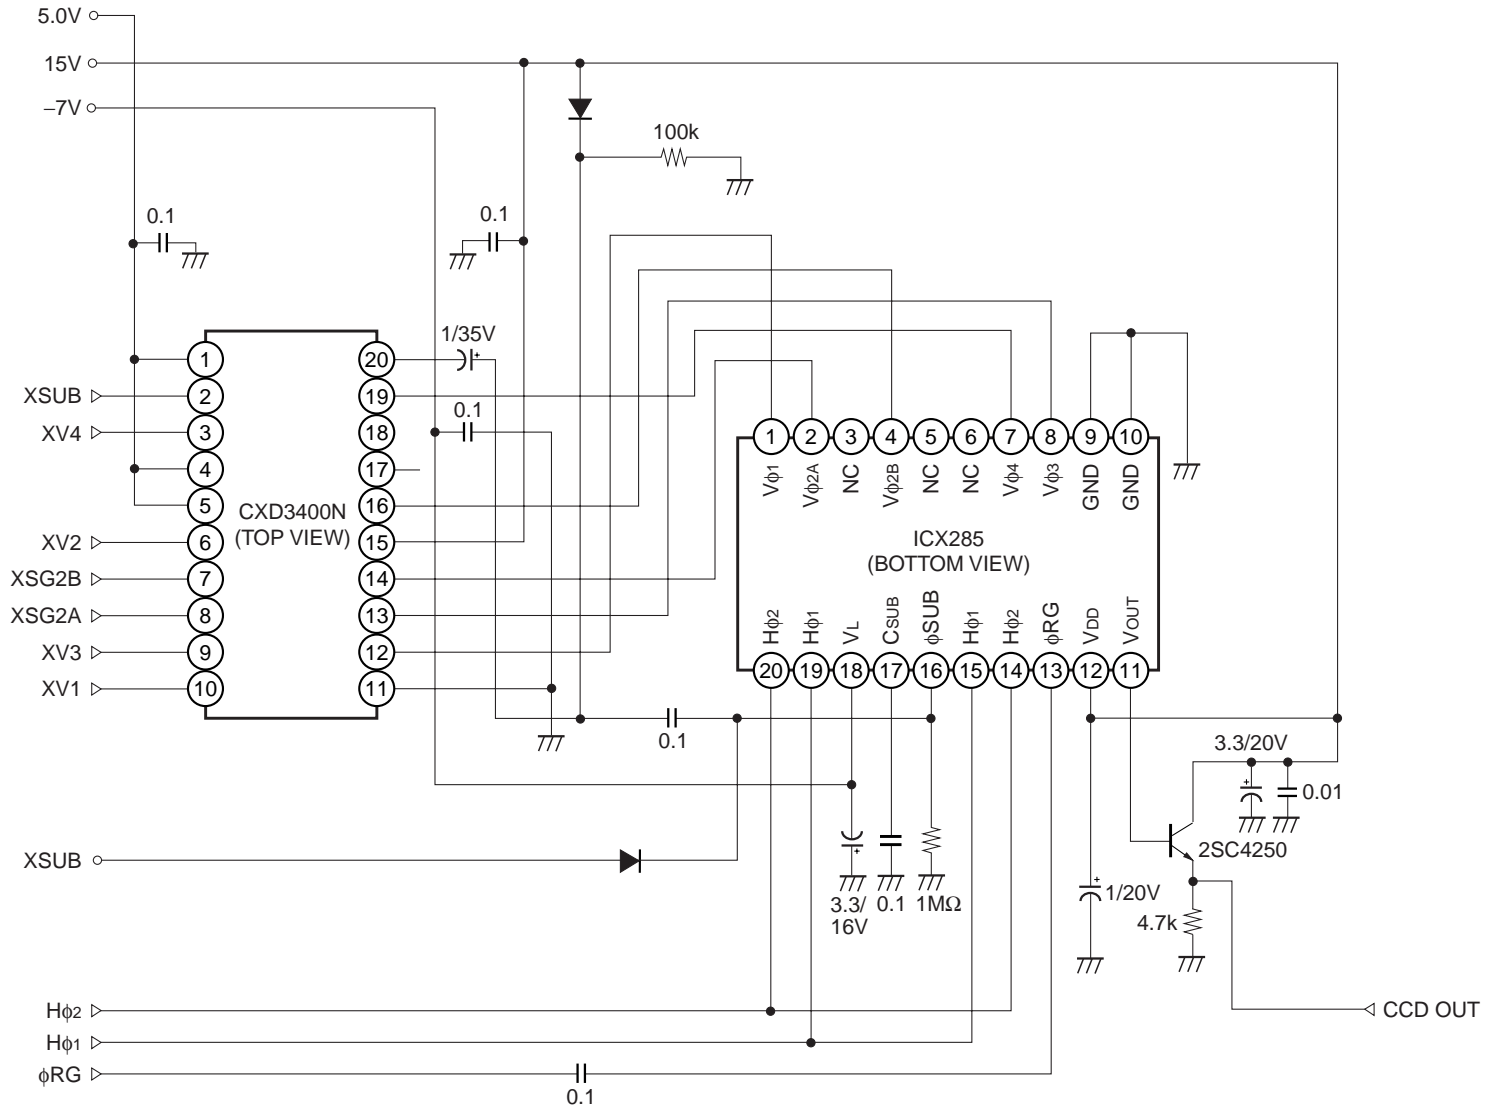 5.0V
15V
–7V
100k
0.1
0.1
1/35V
0.1
1
2
3
4
5
6
7
8
9
10
20
19
18
17
16
15
14
13
12
11
CXD3400N
(TOP VIEW)
XSUB
XV4
XV2
XSG2B
XSG2A
XV3
XV1
1 2 3 4 5 6 7 8 9 10
Vϕ1 Vϕ2A NC Vϕ2B NC NC Vϕ4 Vϕ3 GND GND
ICX285
(BOTTOM VIEW)
Hϕ2 Hϕ1 VL CSUB ϕSUB Hϕ1 Hϕ2 ϕRG VDD VOUT
20 19 18 17 16 15 14 13 12 11
0.1
3.3/20V
0.01
2SC4250
XSUB
3.3/
16V
0.1
1MΩ
1/20V
4.7k
Hϕ2
Hϕ1
ϕRG
0.1
CCD OUT